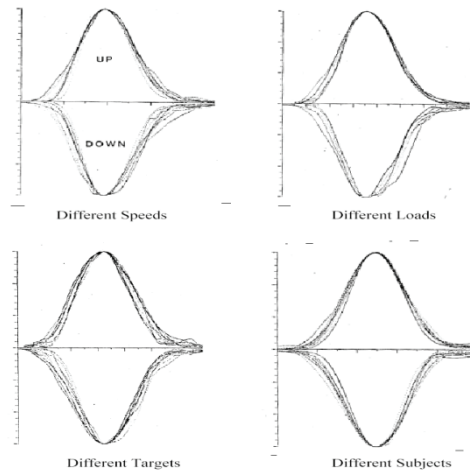 UP
DOWN
Different Speeds
Different Loads
Different Targets
Different Subjects